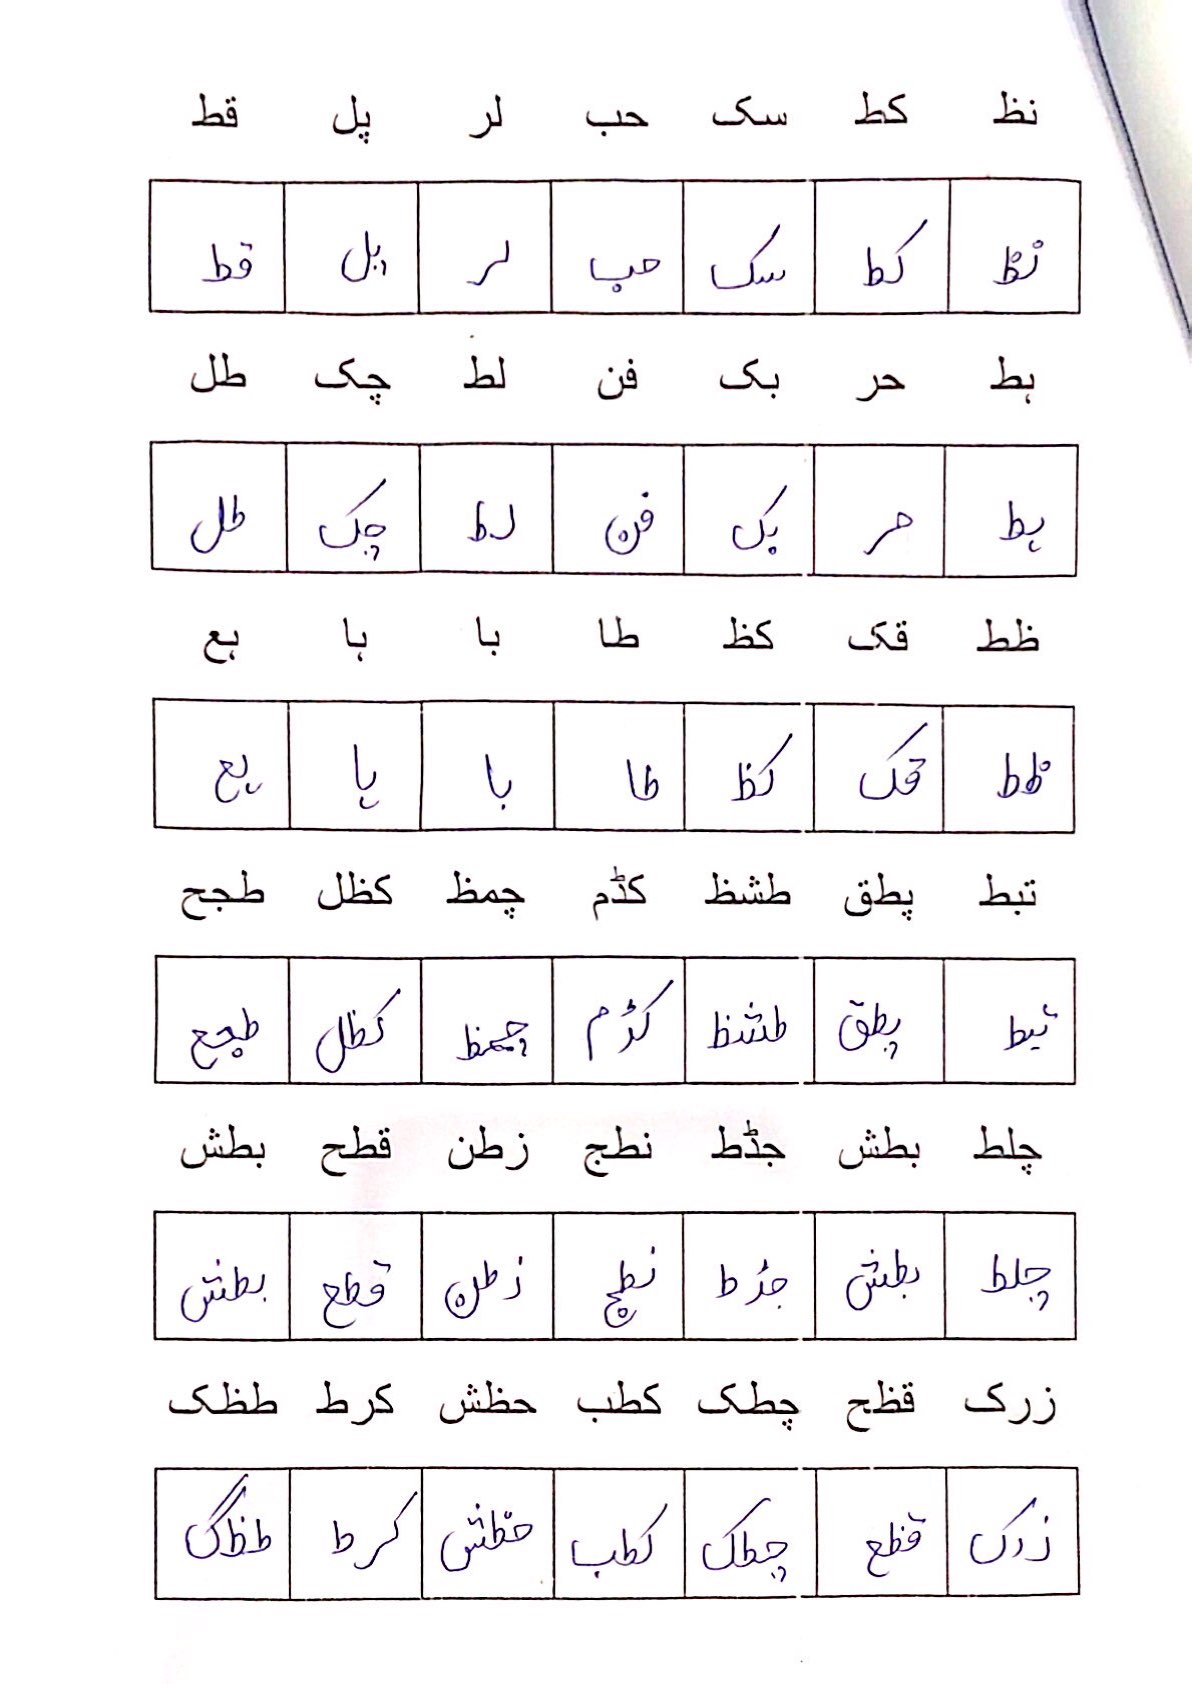 نظ کط سک حب لر پل قط
نظ کط سک حب لر پل قط
ہط حر بک فن لط چک طل
ہط حر بک فن لط چک طل
ظط قک کظ طا با ہا ہع
ظط قک کظ طا با ہا ہع
تبط پطق طشظ کڈم چمظ کظل طجح
تبط پطق طشظ کڈم چمظ کظل طجع
چلط بطش جڈط نطج زطن قطح بطش
چلط بطش جڈط نطج زطن قطع بطش
زرک قظح چطک کطب حظش کرط طظک
زرک قظع چطک کطب حظش کرط طظگ